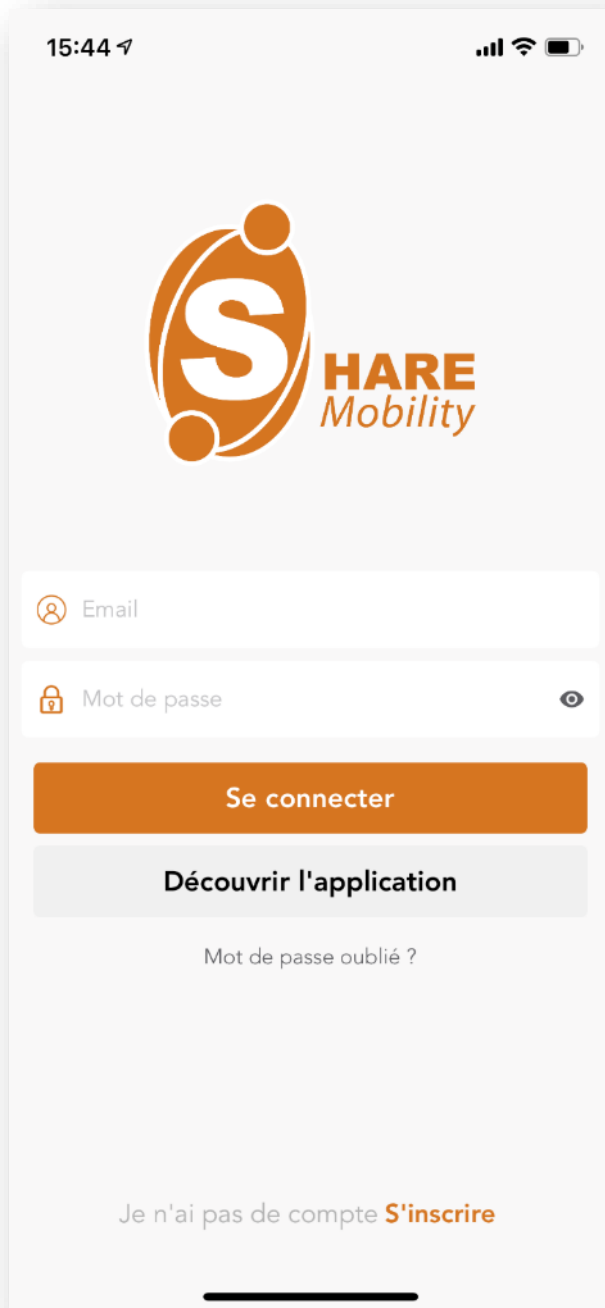 15:44
SHARE
Mobility
Email
Mot de passe
Se connecter
Découvrir l'application
Mot de passe oublié ?
Je n'ai pas de compte S'inscrire